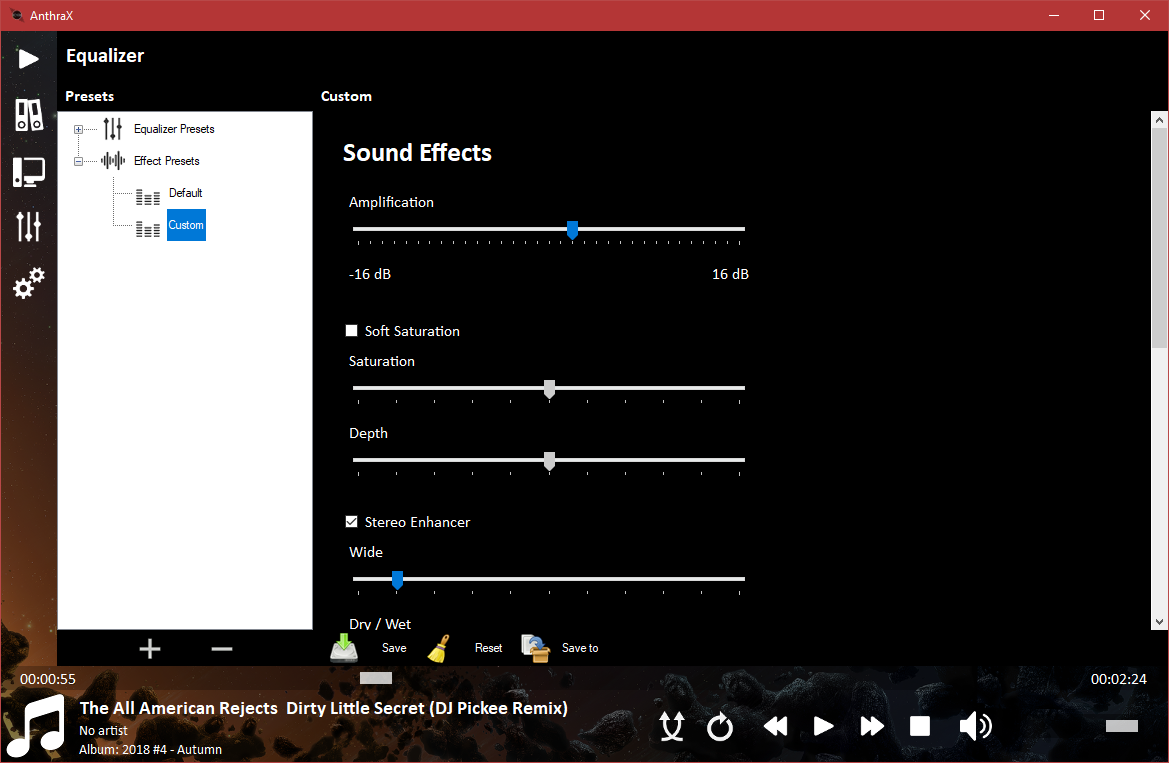 AnthraX
Equalizer
Presets
Custom
Equalizer Presets
Effect Presets
Default
Custom
Sound Effects
Amplification
-16 dB 16 dB
Soft Saturation
Saturation
Depth
Stereo Enhancer
Wide
Dry / Wet
Save Reset Save to
00:00:55 00:02:24
The All American Rejects  Dirty Little Secret (DJ Pickee Remix)
No artist
Album: 2018 #4 - Autumn